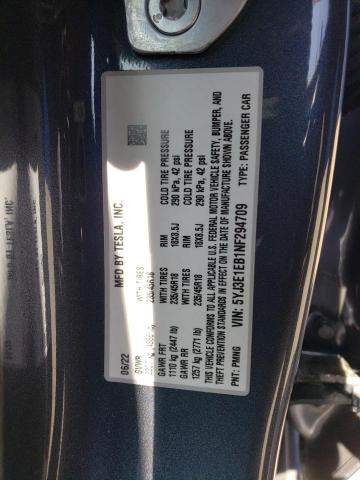 MFD BY TESLA, INC.
06/22
GVWR
GAWR FRT WITH TIRES RIM COLD TIRE PRESSURE
1110 kg (2447 lb) 235/45R18 18X8.5J 290 kPa, 42 psi
GAWR RR WITH TIRES RIM COLD TIRE PRESSURE
1257 kg (2771 lb) 235/45R18 18X8.5J 290 kPa, 42 psi
THIS VEHICLE CONFORMS TO ALL APPLICABLE U.S. FEDERAL MOTOR VEHICLE SAFETY, BUMPER, AND
THEFT PREVENTION STANDARDS IN EFFECT ON THE DATE OF MANUFACTURE SHOWN ABOVE.
VIN: 5YJ3E1EB1NF294709
PNT: PMNG TYPE: PASSENGER CAR